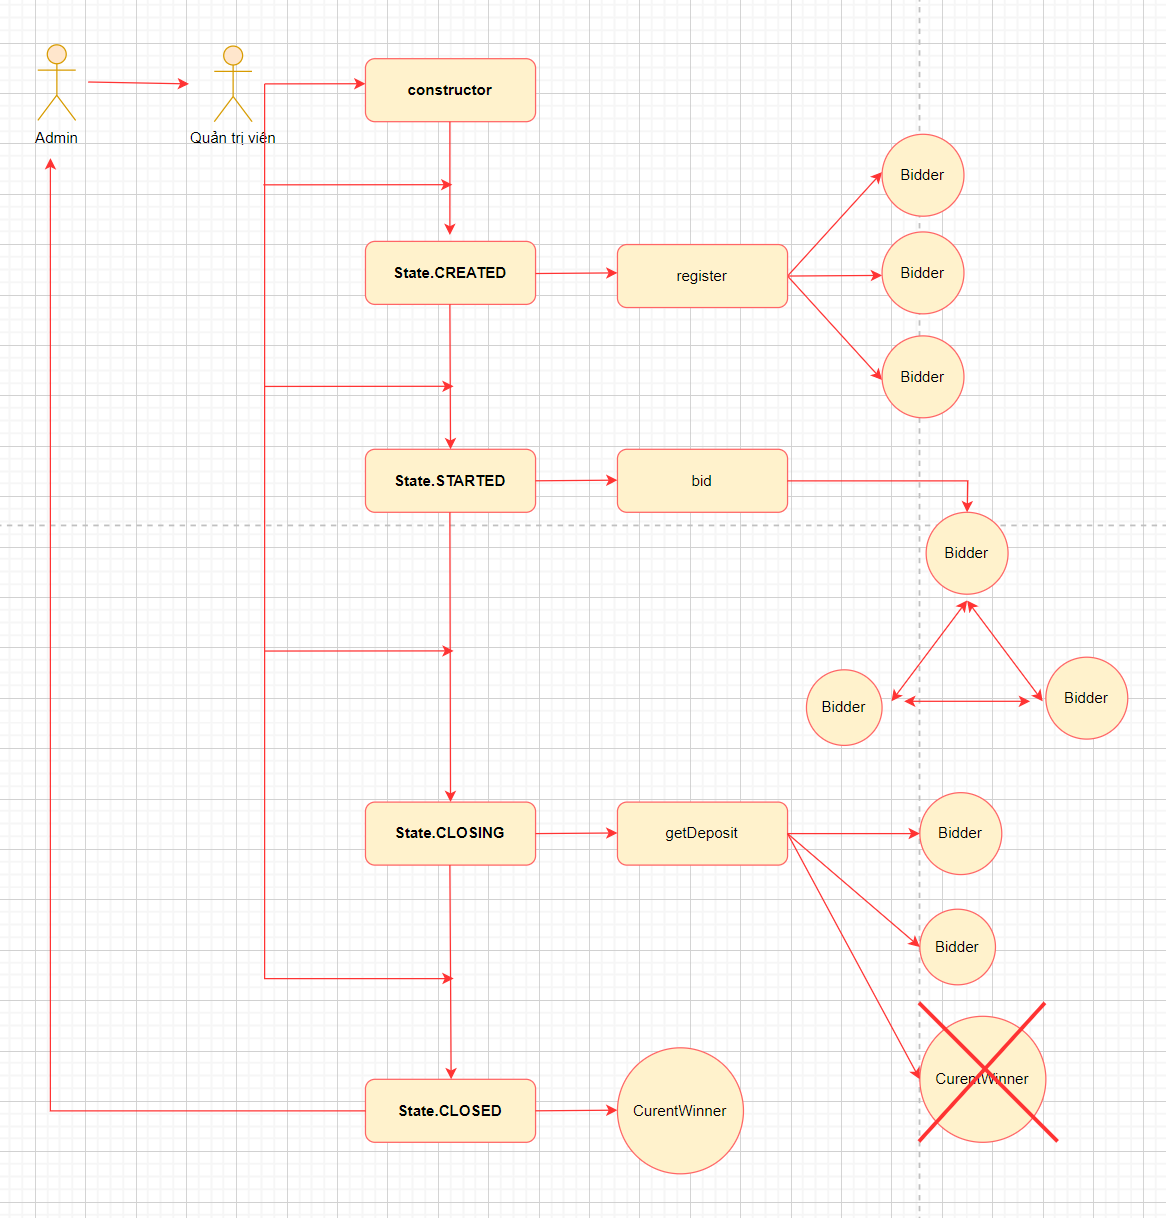 Admin
Quản trị viên
constructor
State.CREATED
register
Bidder
Bidder
Bidder
State.STARTED
bid
Bidder
Bidder
Bidder
State.CLOSING
getDeposit
Bidder
Bidder
CurentWinner
State.CLOSED
CurentWinner